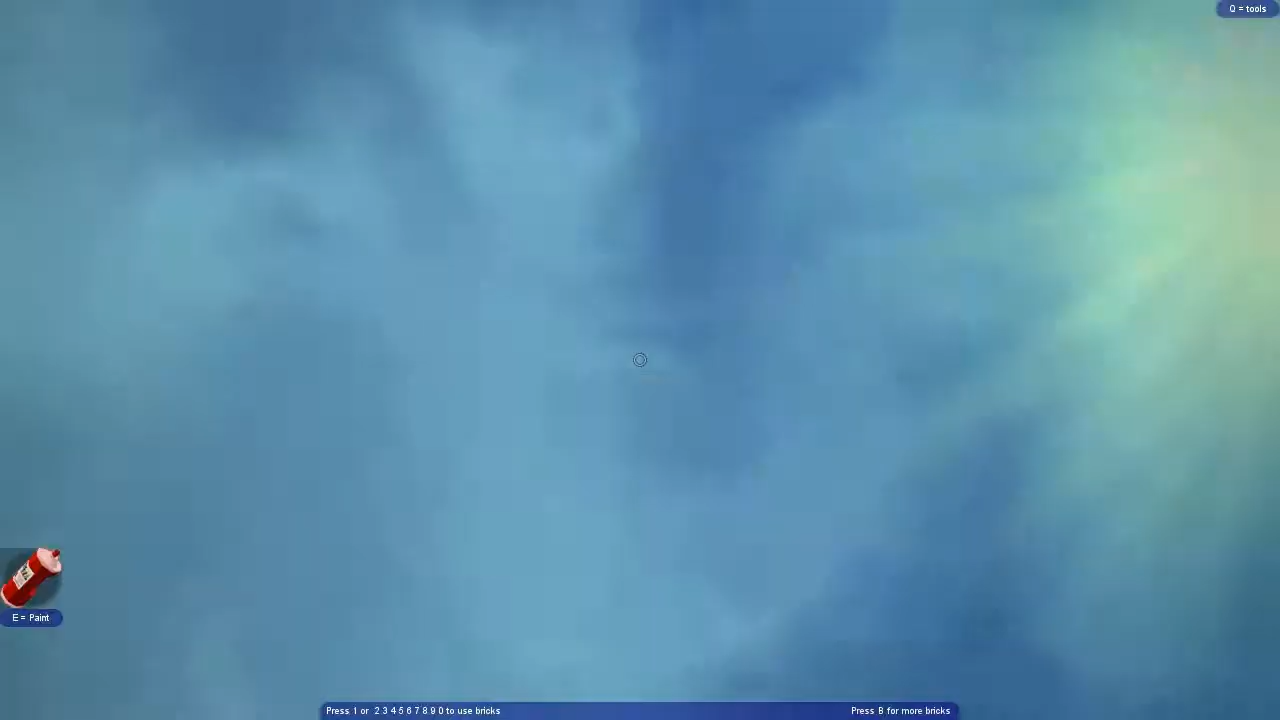 Q = tools
E = Paint
Press 1 or 2 3 4 5 6 7 8 9 0 to use bricks
Press B for more bricks